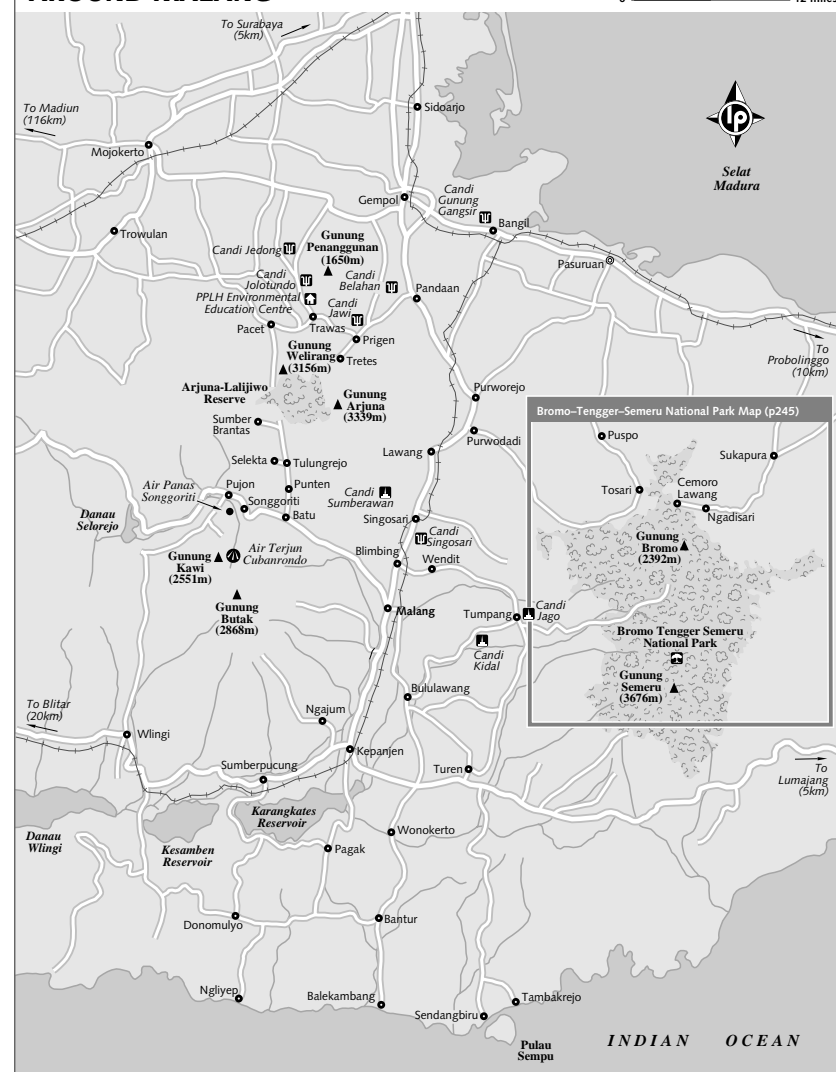 To Surabaya
(5km)
12 miles
To Madiun
(116km)
Sidoarjo
lp
Selat
Madura
Mojokerto
Gempol
Candi
Gunung
Gangsir
Bangil
Trowulan
Candi Jedong
Gunung
Penanggunan
(1650m)
Pasuruan
Candi
Jolotundo
Candi
Belahan
Pandaan
PPLH Environmental
Education Centre
Candi
Jawi
Pacet
Trawas
Prigen
To
Probolinggo
(10km)
Gunung
Welirang
(3156m)
Tretes
Arjuna-Lalijiwo
Reserve
Gunung
Arjuna
(3339m)
Purworejo
Bromo–Tengger–Semeru National Park Map (p245)
Sumber
Brantas
Purwodadi
Puspo
Lawang
Sukapura
Selekta
Tulungrejo
Air Panas
Songgoriti
Pujon
Punten
Candi
Sumberawan
Tosari
Cemoro
Lawang
Songgoriti
Ngadisari
Danau
Selorejo
Batu
Singosari
Candi
Singosari
Gunung
Bromo
(2392m)
Gunung
Kawi
(2551m)
Air Terjun
Cubanrondo
Blimbing
Wendit
Gunung
Butak
(2868m)
Malang
Tumpang
Candi
Jago
Bromo Tengger Semeru
National Park
Candi
Kidal
Gunung
Semeru
(3676m)
Bululawang
To Blitar
(20km)
Ngajum
Wlingi
Kepanjen
Sumberpucung
Turen
To
Lumajang
(5km)
Karangkates
Reservoir
Danau
Wlingi
Kesamben
Reservoir
Wonokerto
Pagak
Donomulyo
Bantur
Ngliyep
Balekambang
Tambakrejo
Sendangbiru
Pulau
Sempu
INDIAN OCEAN